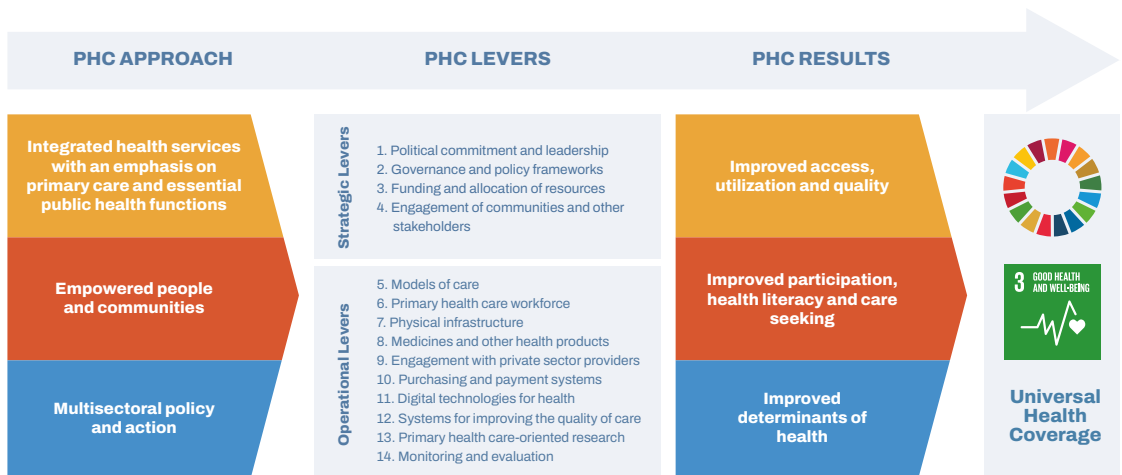 PHC APPROACH
PHC LEVERS
PHC RESULTS
Integrated health services
with an emphasis on
primary care and essential
public health functions
Empowered people
and communities
Multisectoral policy
and action
Strategic Levers
1. Political commitment and leadership
2. Governance and policy frameworks
3. Funding and allocation of resources
4. Engagement of communities and other
stakeholders
Operational Levers
5. Models of care
6. Primary health care workforce
7. Physical infrastructure
8. Medicines and other health products
9. Engagement with private sector providers
10. Purchasing and payment systems
11. Digital technologies for health
12. Systems for improving the quality of care
13. Primary health care-oriented research
14. Monitoring and evaluation
Improved access,
utilization and quality
Improved participation,
health literacy and care
seeking
Improved
determinants of
health
3 GOOD HEALTH
AND WELL-BEING
Universal
Health
Coverage